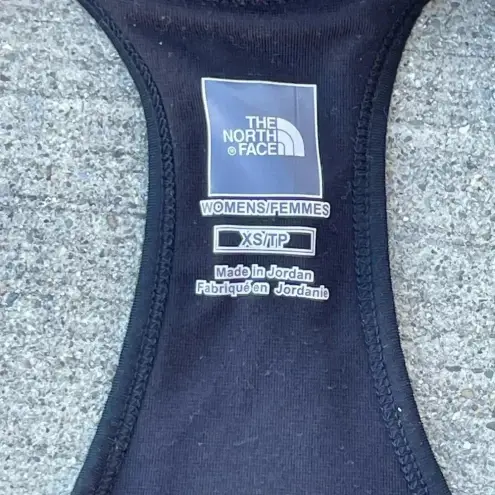 THE
NORTH
® FACE
WOMENS/FEMMES
XS/TP
Made in Jordan
Fabriqué en Jordanie